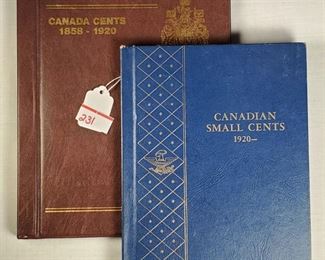 CANADA CENTS
1858 - 1920
231
CANADIAN
SMALL CENTS
1920—